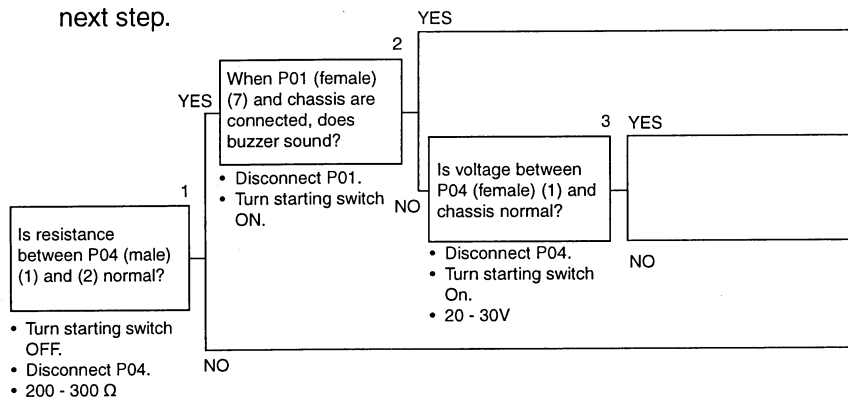 next step.
YES
2
When P01 (female)
(7) and chassis are
connected, does
buzzer sound?
YES
• Disconnect P01.
• Turn starting switch
ON.
NO
3
YES
Is voltage between
P04 (female) (1) and
chassis normal?
• Disconnect P04.
• Turn starting switch
On.
• 20 - 30V
NO
1
Is resistance
between P04 (male)
(1) and (2) normal?
• Turn starting switch
OFF.
• Disconnect P04.
• 200 - 300 Ω
NO